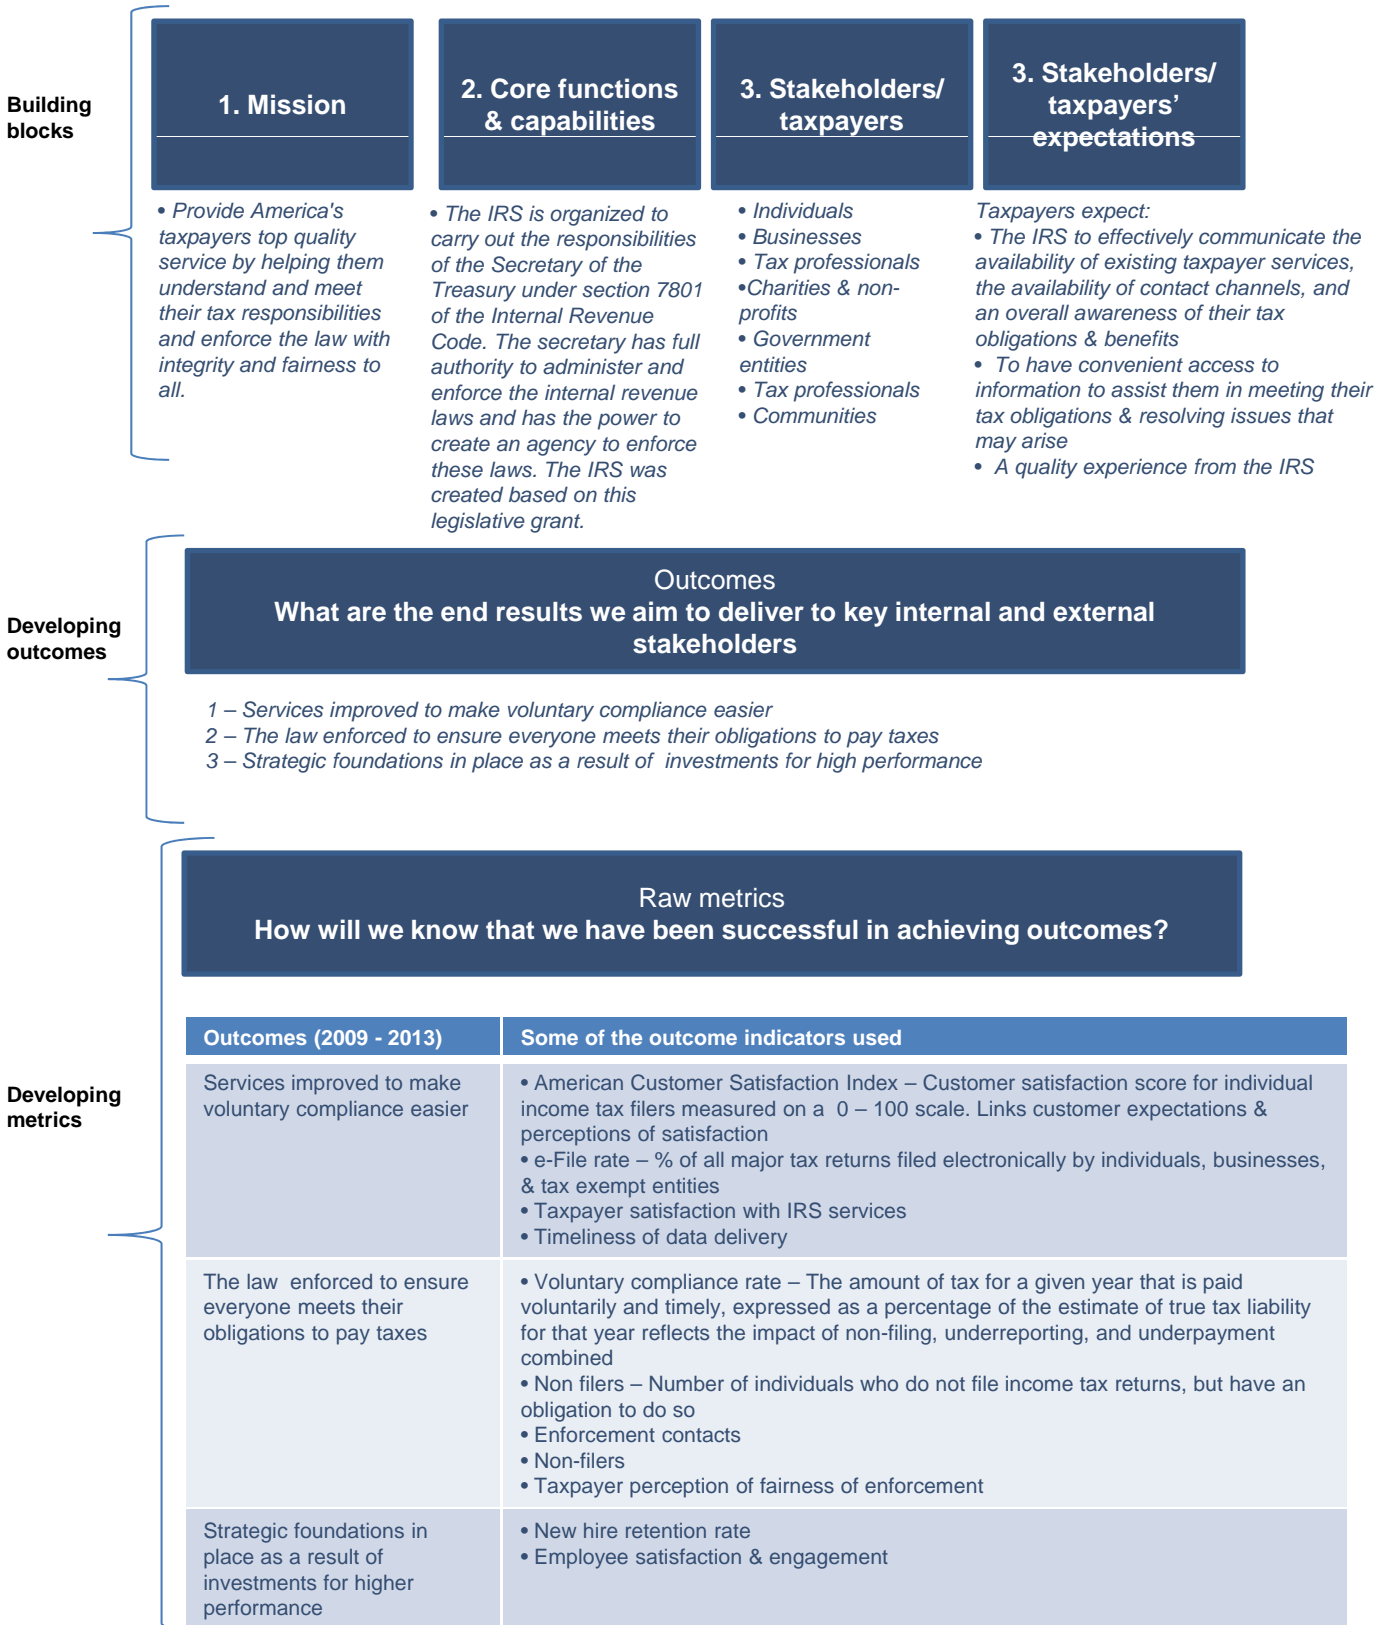 Building
blocks
1. Mission
2. Core functions
& capabilities
3. Stakeholders/
taxpayers
3. Stakeholders/
taxpayers’
expectations
• Provide America's
taxpayers top quality
service by helping them
understand and meet
their tax responsibilities
and enforce the law with
integrity and fairness to
all.
• The IRS is organized to
carry out the responsibilities
of the Secretary of the
Treasury under section 7801
of the Internal Revenue
Code. The secretary has full
authority to administer and
enforce the internal revenue
laws and has the power to
create an agency to enforce
these laws. The IRS was
created based on this
legislative grant.
• Individuals
• Businesses
• Tax professionals
•Charities & non-
profits
• Government
entities
• Tax professionals
• Communities
Taxpayers expect:
• The IRS to effectively communicate the
availability of existing taxpayer services,
the availability of contact channels, and
an overall awareness of their tax
obligations & benefits
• To have convenient access to
information to assist them in meeting their
tax obligations & resolving issues that
may arise
• A quality experience from the IRS
Developing
outcomes
Outcomes
What are the end results we aim to deliver to key internal and external
stakeholders
1 – Services improved to make voluntary compliance easier
2 – The law enforced to ensure everyone meets their obligations to pay taxes
3 – Strategic foundations in place as a result of investments for high performance
Developing
metrics
Raw metrics
How will we know that we have been successful in achieving outcomes?
Outcomes (2009 - 2013)
Some of the outcome indicators used
Services improved to make
voluntary compliance easier
• American Customer Satisfaction Index – Customer satisfaction score for individual
income tax filers measured on a 0 – 100 scale. Links customer expectations &
perceptions of satisfaction
• e-File rate – % of all major tax returns filed electronically by individuals, businesses,
& tax exempt entities
• Taxpayer satisfaction with IRS services
• Timeliness of data delivery
The law enforced to ensure
everyone meets their
obligations to pay taxes
• Voluntary compliance rate – The amount of tax for a given year that is paid
voluntarily and timely, expressed as a percentage of the estimate of true tax liability
for that year reflects the impact of non-filing, underreporting, and underpayment
combined
• Non filers – Number of individuals who do not file income tax returns, but have an
obligation to do so
• Enforcement contacts
• Non-filers
• Taxpayer perception of fairness of enforcement
Strategic foundations in
place as a result of
investments for higher
performance
• New hire retention rate
• Employee satisfaction & engagement